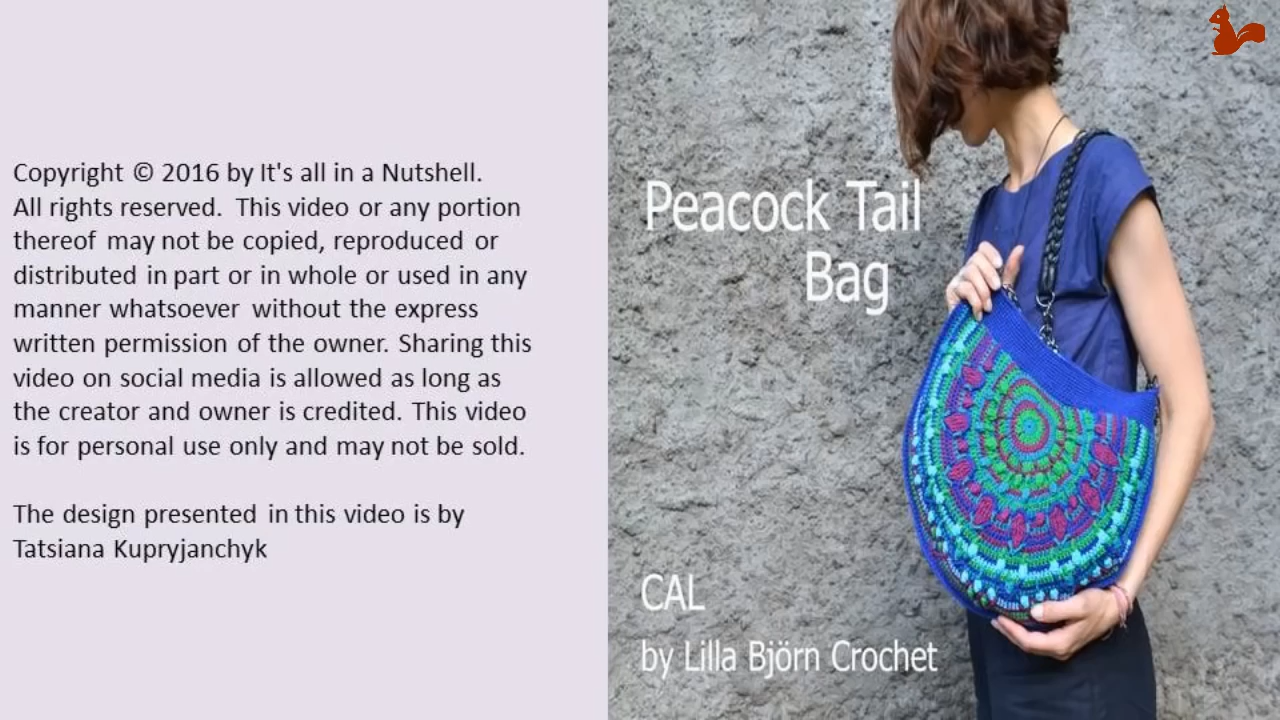 Copyright © 2016 by It's all in a Nutshell.
All rights reserved. This video or any portion
thereof may not be copied, reproduced or
distributed in part or in whole or used in any
manner whatsoever without the express
written permission of the owner. Sharing this
video on social media is allowed as long as
the creator and owner is credited. This video
is for personal use only and may not be sold.
The design presented in this video is by
Tatsiana Kupryjanchyk
Peacock Tail
Bag
CAL
by Lilla Björn Crochet